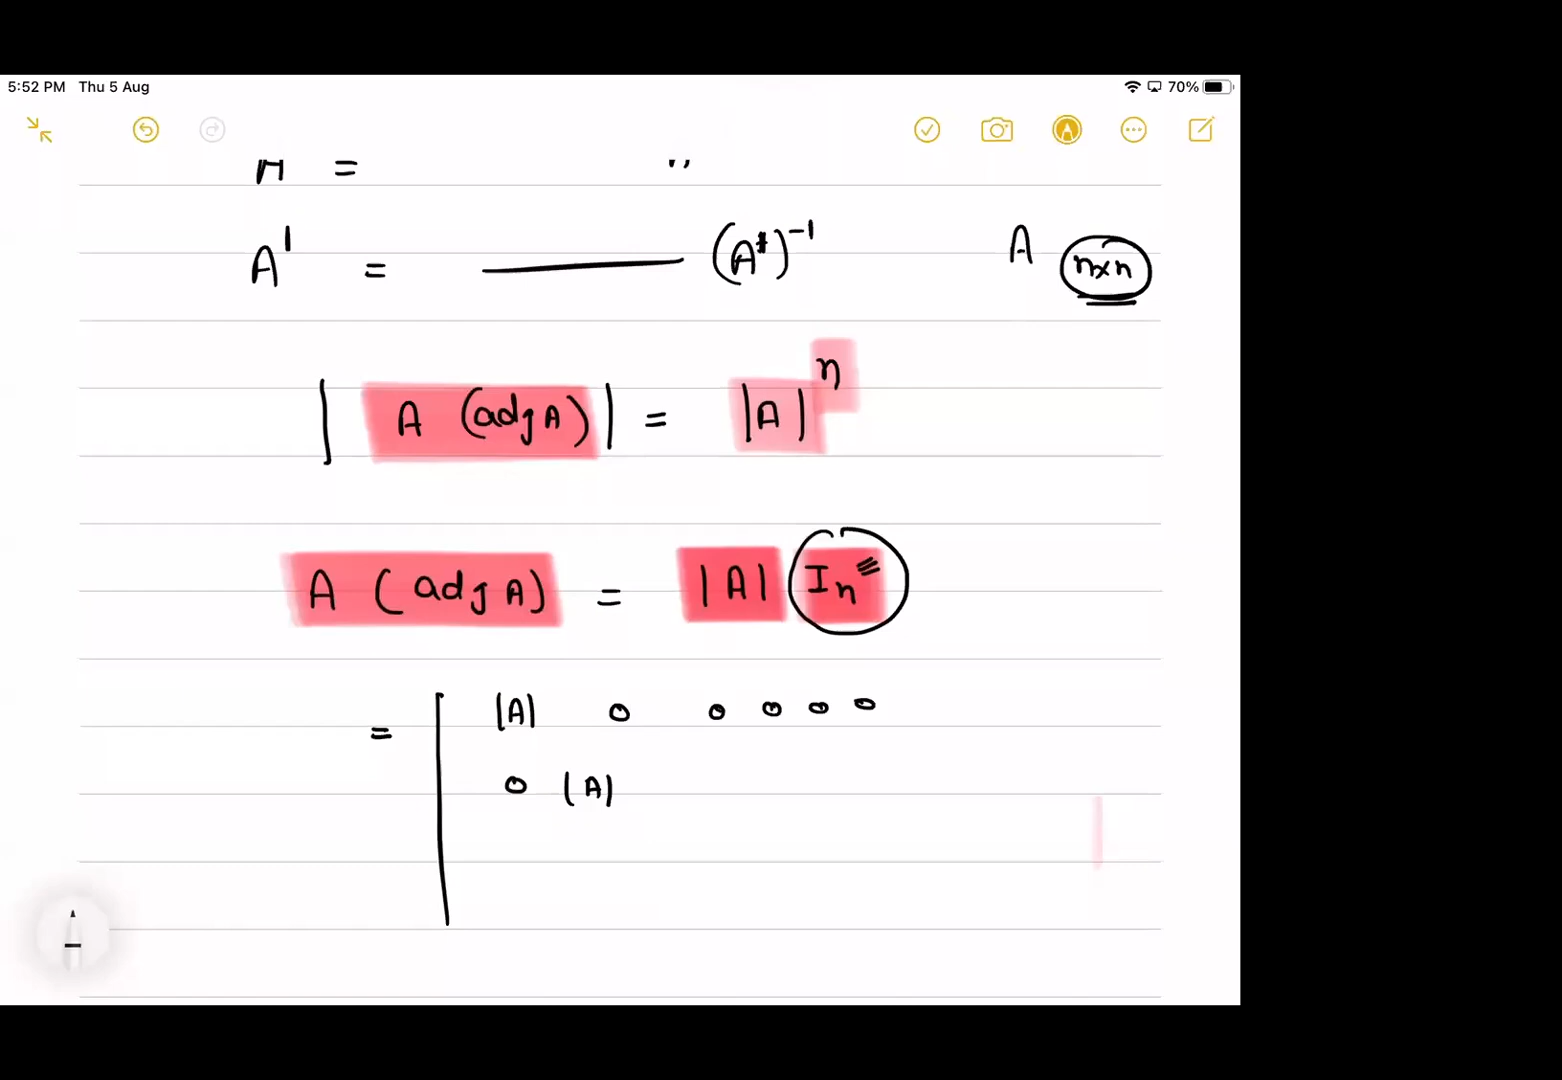 5:52 PM Thu 5 Aug 70%
=
A' = (A*)⁻¹ A n×n
| A (adj A) | = |A|ⁿ
A (adj A) = |A| Iₙ
= |A| 0 0 0 0 0
0 |A|